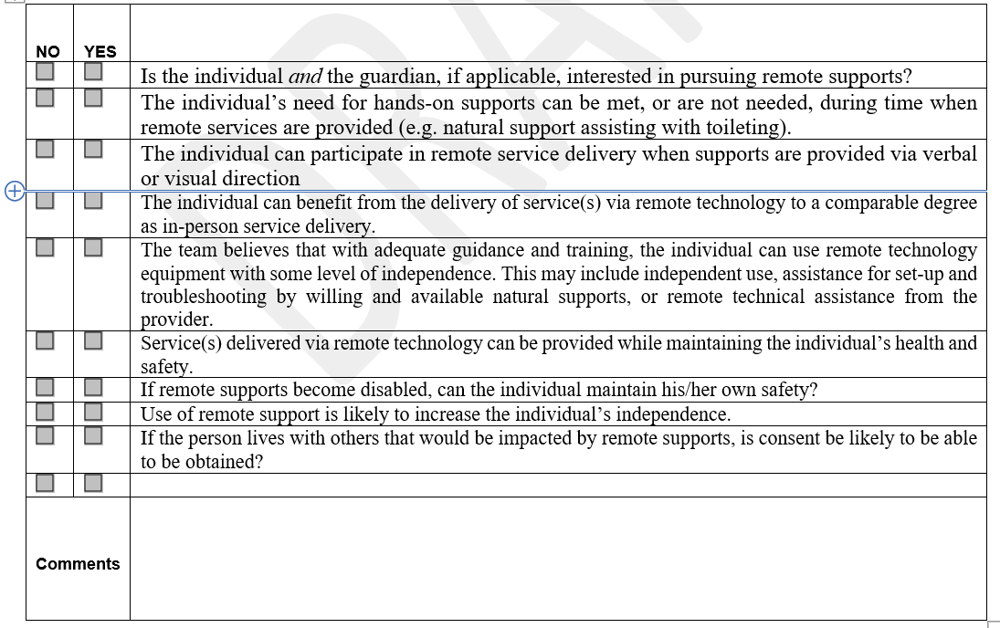 NO YES
Is the individual and the guardian, if applicable, interested in pursuing remote supports?
The individual's need for hands-on supports can be met, or are not needed, during time when
remote services are provided (e.g. natural support assisting with toileting).
The individual can participate in remote service delivery when supports are provided via verbal
or visual direction
The individual can benefit from the delivery of service(s) via remote technology to a comparable degree
as in-person service delivery.
The team believes that with adequate guidance and training, the individual can use remote technology
equipment with some level of independence. This may include independent use, assistance for set-up and
troubleshooting by willing and available natural supports, or remote technical assistance from the
provider.
Service(s) delivered via remote technology can be provided while maintaining the individual's health and
safety.
If remote supports become disabled, can the individual maintain his/her own safety?
Use of remote support is likely to increase the individual's independence.
If the person lives with others that would be impacted by remote supports, is consent be likely to be able
to be obtained?
Comments